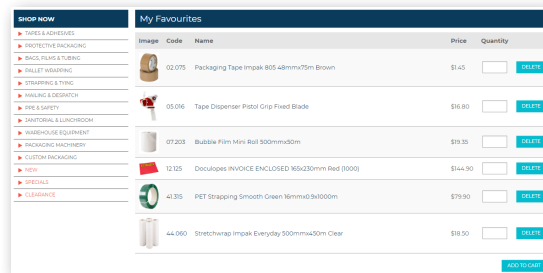 SHOP NOW
TAPES & ADHESIVES
PROTECTIVE PACKAGING
BAGS, FILMS & TUBING
PALLET WRAPPING
STRAPPING & TYING
MAILING & DESPATCH
PPE & SAFETY
JANITORIAL & LUNCHROOM
WAREHOUSE EQUIPMENT
PACKAGING MACHINERY
CUSTOM PACKAGING
NEW
SPECIALS
CLEARANCE
My Favourites
Image Code Name Price Quantity
02.075 Packaging Tape Impak 805 48mmx75m Brown $1.45 DELETE
05.016 Tape Dispenser Pistol Grip Fixed Blade $16.80 DELETE
07.203 Bubble Film Mini Roll 500mmx50m $19.35 DELETE
12.125 Doculopes INVOICE ENCLOSED 165x230mm Red (1000) $144.90 DELETE
41.315 PET Strapping Smooth Green 16mmx0.9x1000m $79.90 DELETE
44.060 Stretchwrap Impak Everyday 500mmx450m Clear $18.50 DELETE
ADD TO CART